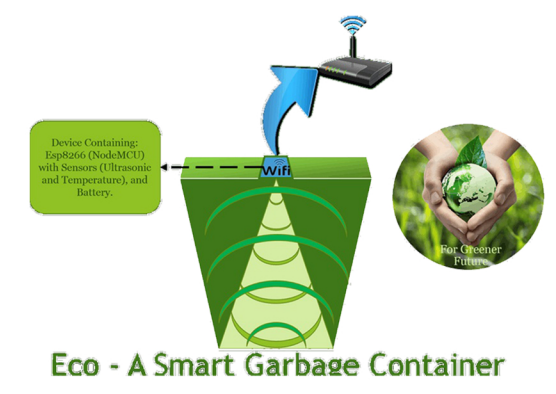 Device Containing:
Esp8266 (NodeMCU)
with Sensors (Ultrasonic
and Temperature), and
Battery.
Wifi
For Greener
Future
Eco - A Smart Garbage Container